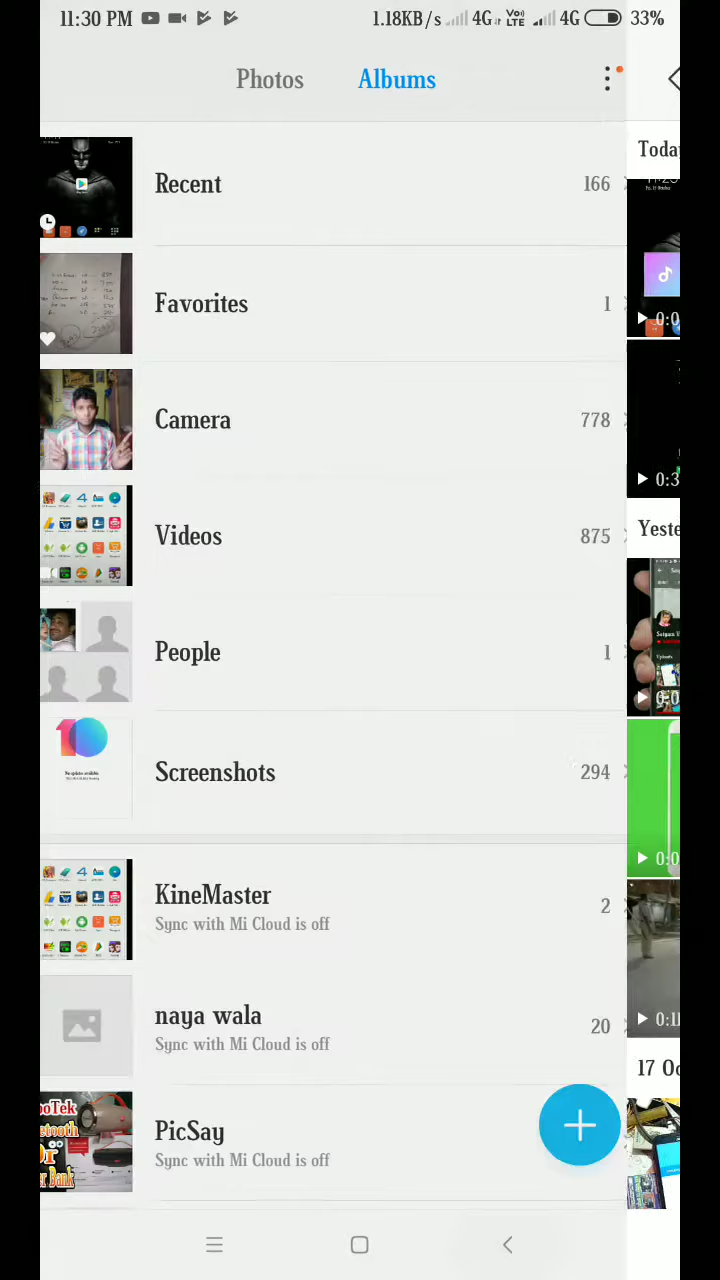 11:30 PM 1.18KB/s 4G VoLTE 4G 33%
Photos Albums
Toda
Recent 166
Favorites 1
0:0
Camera 778
0:3
Videos 875
Yeste
People 1
0:0
Screenshots 294
0:0
KineMaster 2
Sync with Mi Cloud is off
naya wala 20
0:1
Sync with Mi Cloud is off
17 Oc
PicSay
Sync with Mi Cloud is off